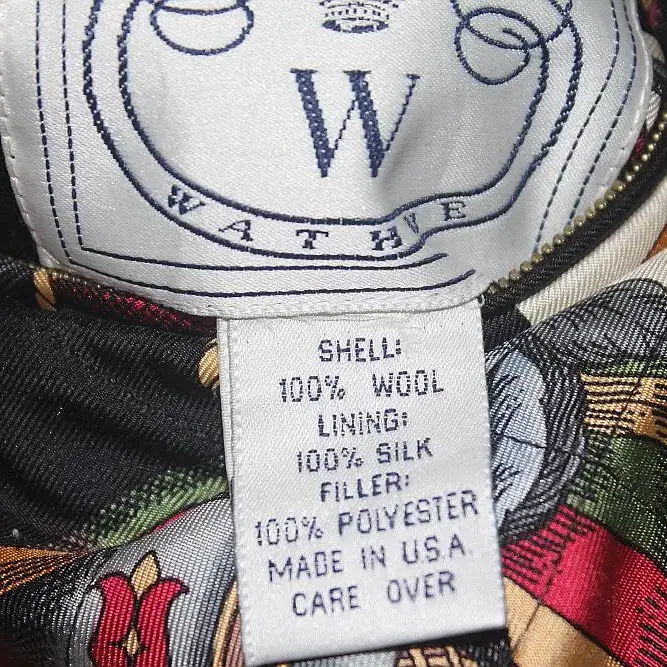 W
WATHNE
SHELL:
100% WOOL
LINING:
100% SILK
FILLER:
100% POLYESTER
MADE IN U.S.A.
CARE OVER